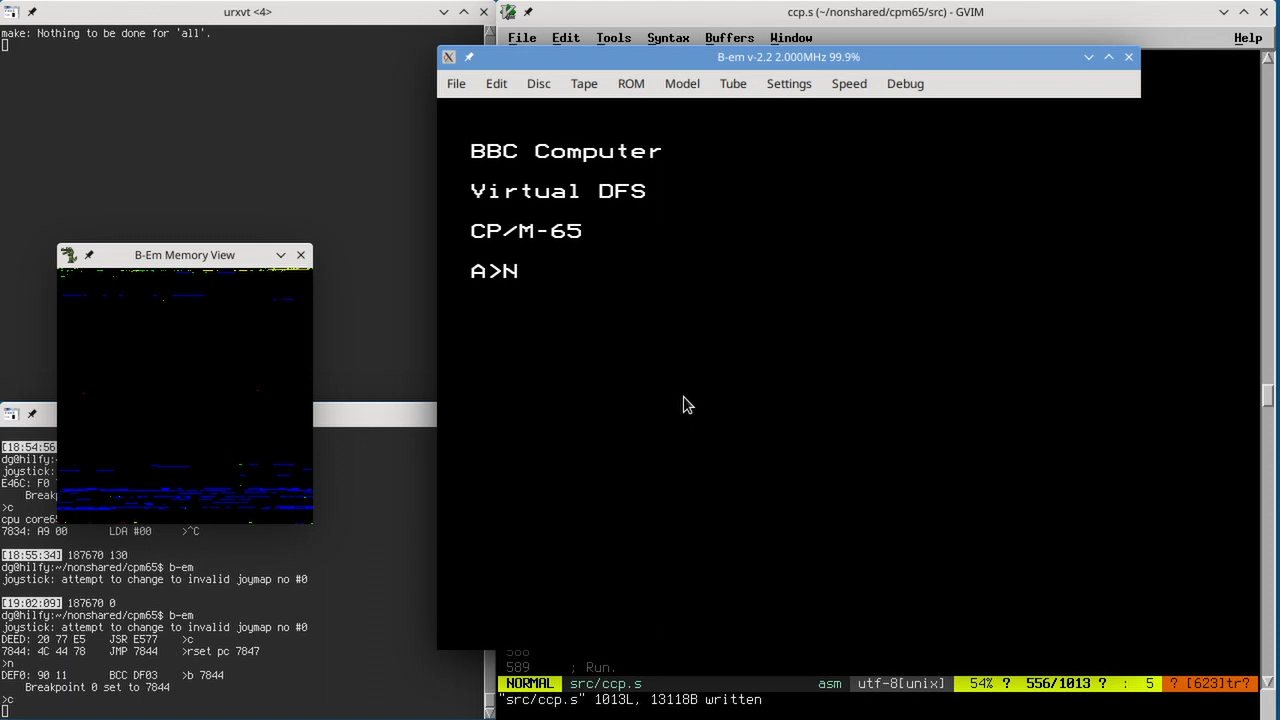 urxvt <4>
make: Nothing to be done for 'all'.
ccp.s (~/nonshared/cpm65/src) - GVIM
File Edit Tools Syntax Buffers Window Help
B-em v-2.2 2.000MHz 99.9%
File Edit Disc Tape ROM Model Tube Settings Speed Debug
BBC Computer
Virtual DFS
CP/M-65
A>N
B-Em Memory View
[18:54:56
dg@hilfy:
joystick:
E46C: F0
Breakp
>c
cpu core6
7834: A9 00 LDA #00 >^C
[18:55:34] 187670 130
dg@hilfy:~/nonshared/cpm65$ b-em
joystick: attempt to change to invalid joymap no #0
[19:02:09] 187670 0
dg@hilfy:~/nonshared/cpm65$ b-em
joystick: attempt to change to invalid joymap no #0
DEED: 20 77 E5 JSR E577 >c
7844: 4C 44 78 JMP 7844 >rset pc 7847
>n
DEF0: 90 11 BCC DF03 >b 7844
Breakpoint 0 set to 7844
>c
588
589 ; Run.
NORMAL src/ccp.s asm utf-8[unix] 54% ? 556/1013 ? : 5 ? [623]tr?
"src/ccp.s" 1013L, 13118B written